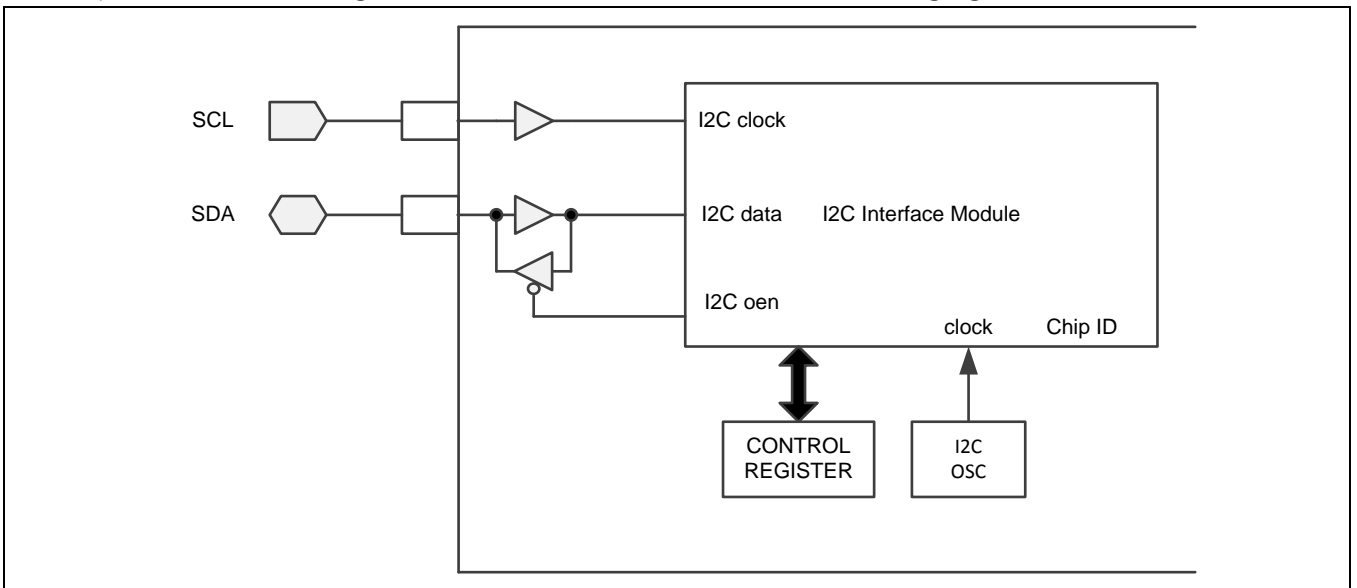 SCL
I2C clock
SDA
I2C data
I2C Interface Module
I2C oen
clock
Chip ID
CONTROL
REGISTER
I2C
OSC